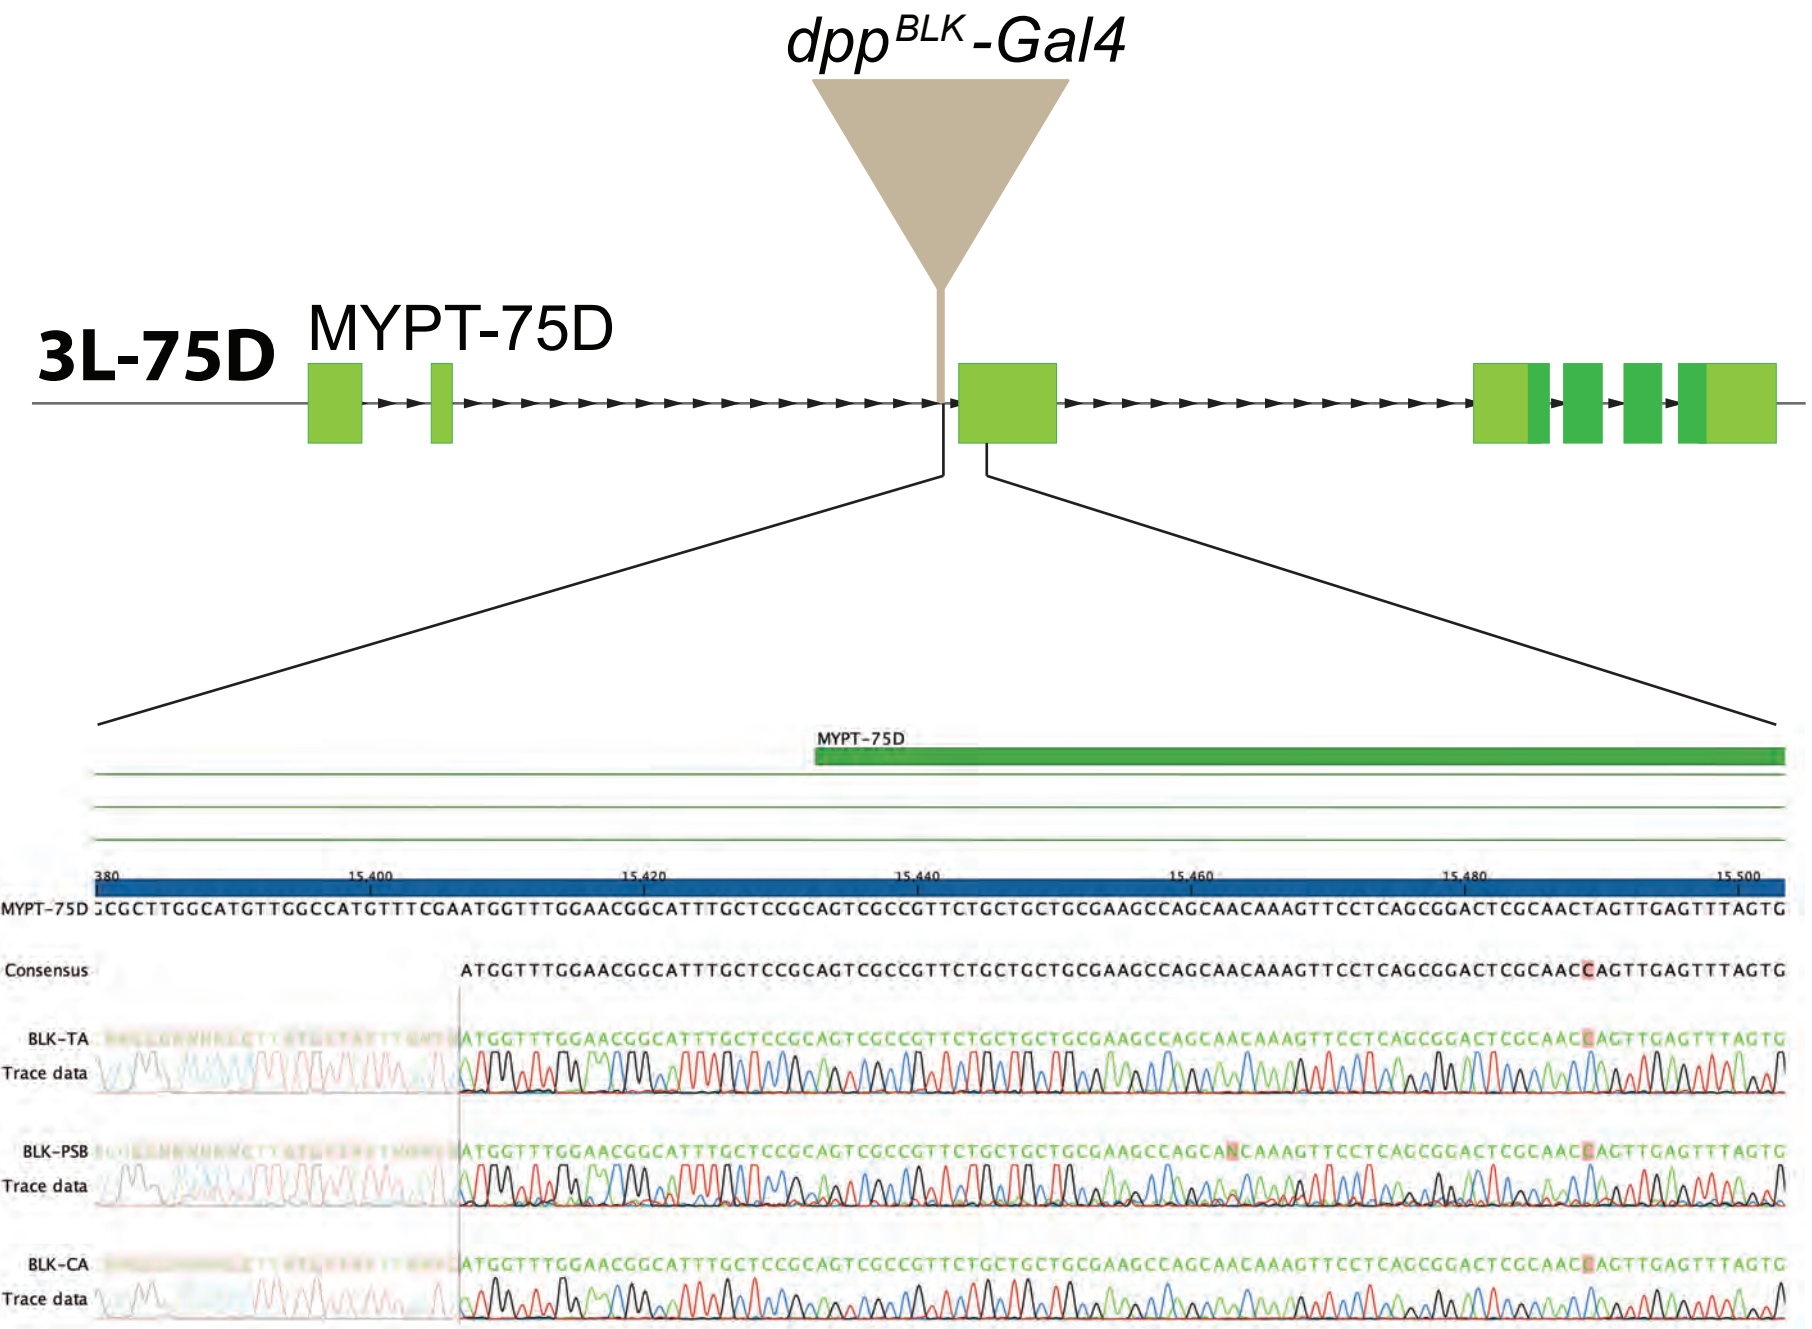 dpp^BLK-Gal4
3L-75D
MYPT-75D
MYPT-75D
380 15,400 15,420 15,440 15,460 15,480 15,500
MYPT-75D GCGCTTGGCATGTTGGCCATGTTTCGAATGGTTTGGAACGGCATTTGCTCCGCAGTCGCCGTTCTGCTGCTGCGAAGCCAGCAACAAAGTTCCTCAGCGGACTCGCAACTAGTTGAGTTTAGTG
Consensus ATGGTTTGGAACGGCATTTGCTCCGCAGTCGCCGTTCTGCTGCTGCGAAGCCAGCAACAAAGTTCCTCAGCGGACTCGCAACCAGTTGAGTTTAGTG
BLK-TA ATGGTTTGGAACGGCATTTGCTCCGCAGTCGCCGTTCTGCTGCTGCGAAGCCAGCAACAAAGTTCCTCAGCGGACTCGCAACCAGTTGAGTTTAGTG
Trace data
BLK-PSB ATGGTTTGGAACGGCATTTGCTCCGCAGTCGCCGTTCTGCTGCTGCGAAGCCAGCANCAAAGTTCCTCAGCGGACTCGCAACCAGTTGAGTTTAGTG
Trace data
BLK-CA ATGGTTTGGAACGGCATTTGCTCCGCAGTCGCCGTTCTGCTGCTGCGAAGCCAGCAACAAAGTTCCTCAGCGGACTCGCAACCAGTTGAGTTTAGTG
Trace data